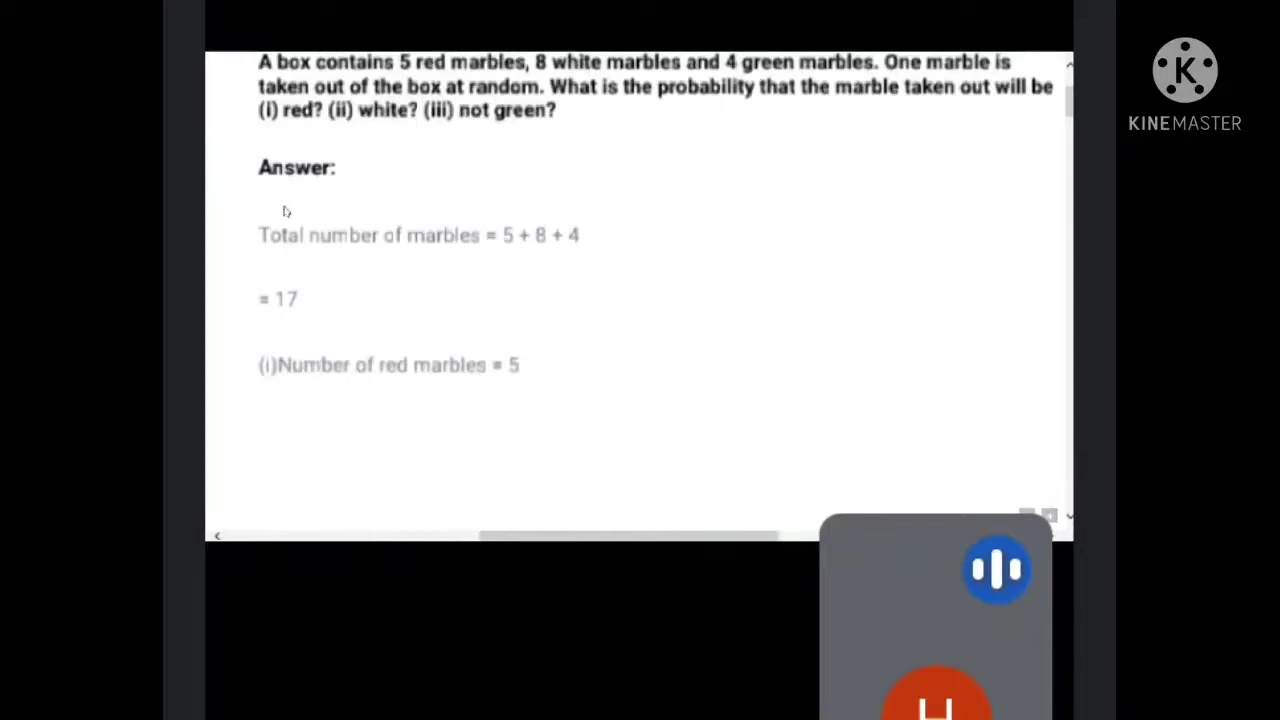 A box contains 5 red marbles, 8 white marbles and 4 green marbles. One marble is
taken out of the box at random. What is the probability that the marble taken out will be
(i) red? (ii) white? (iii) not green?
Answer:
Total number of marbles = 5 + 8 + 4
= 17
(i)Number of red marbles = 5
K
KINEMASTER
H